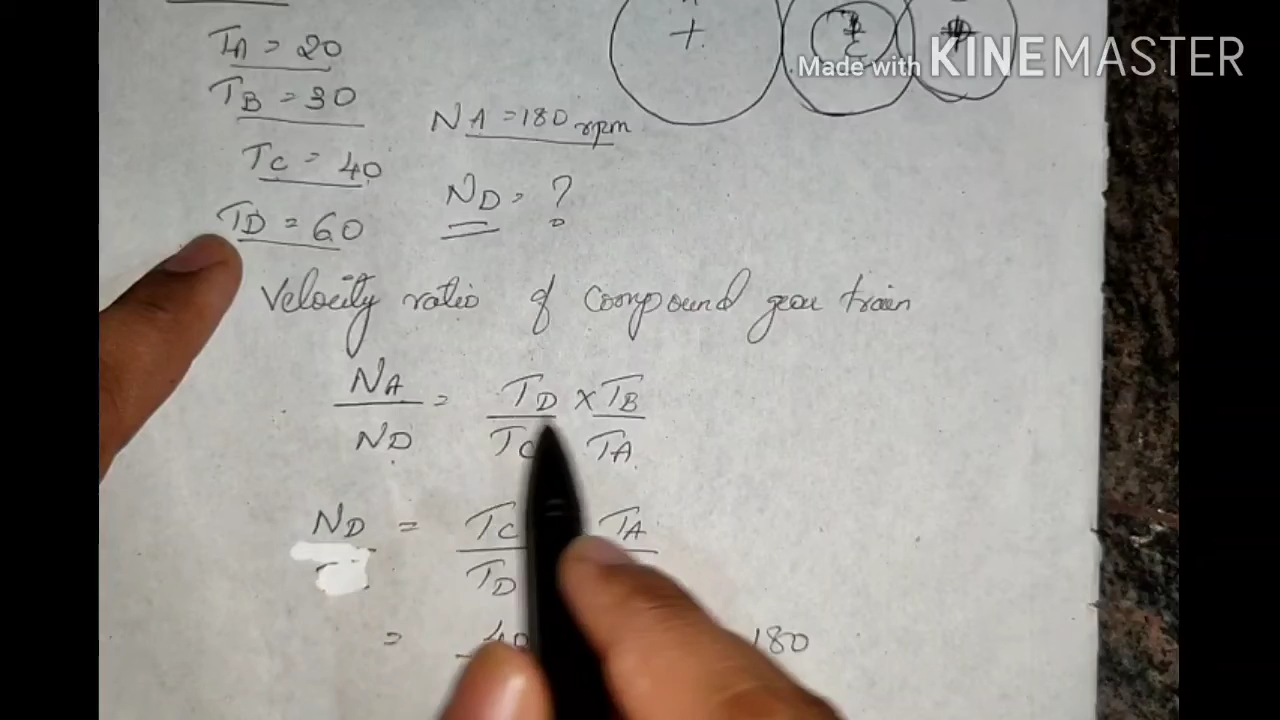 TA = 20
TB = 30
NA = 180 rpm
TC = 40
ND = ?
TD = 60
Velocity ratio of compound gear train
NA / ND = TD / TC × TB / TA
ND = TC / TD TA
= 40 180
C
Made with KINEMASTER